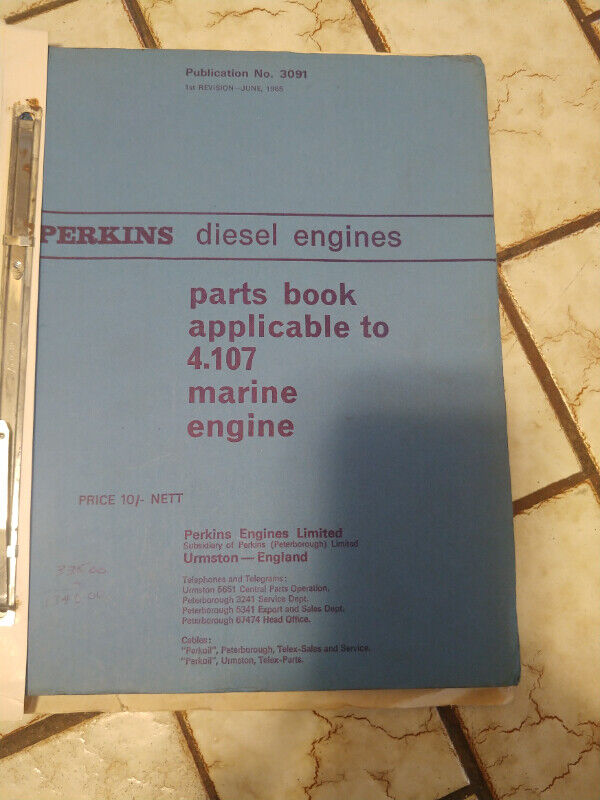 Publication No. 3091
1st REVISION—JUNE, 1965
PERKINS diesel engines
parts book
applicable to
4.107
marine
engine
PRICE 10/- NETT
Perkins Engines Limited
Subsidiary of Perkins (Peterborough) Limited
Urmston—England
Telephones and Telegrams:
Urmston 5651 Central Parts Operation.
Peterborough 3241 Service Dept.
Peterborough 5341 Export and Sales Dept.
Peterborough 67474 Head Office.
Cables:
"Perkoil", Peterborough, Telex-Sales and Service.
"Perkoil", Urmston, Telex-Parts.